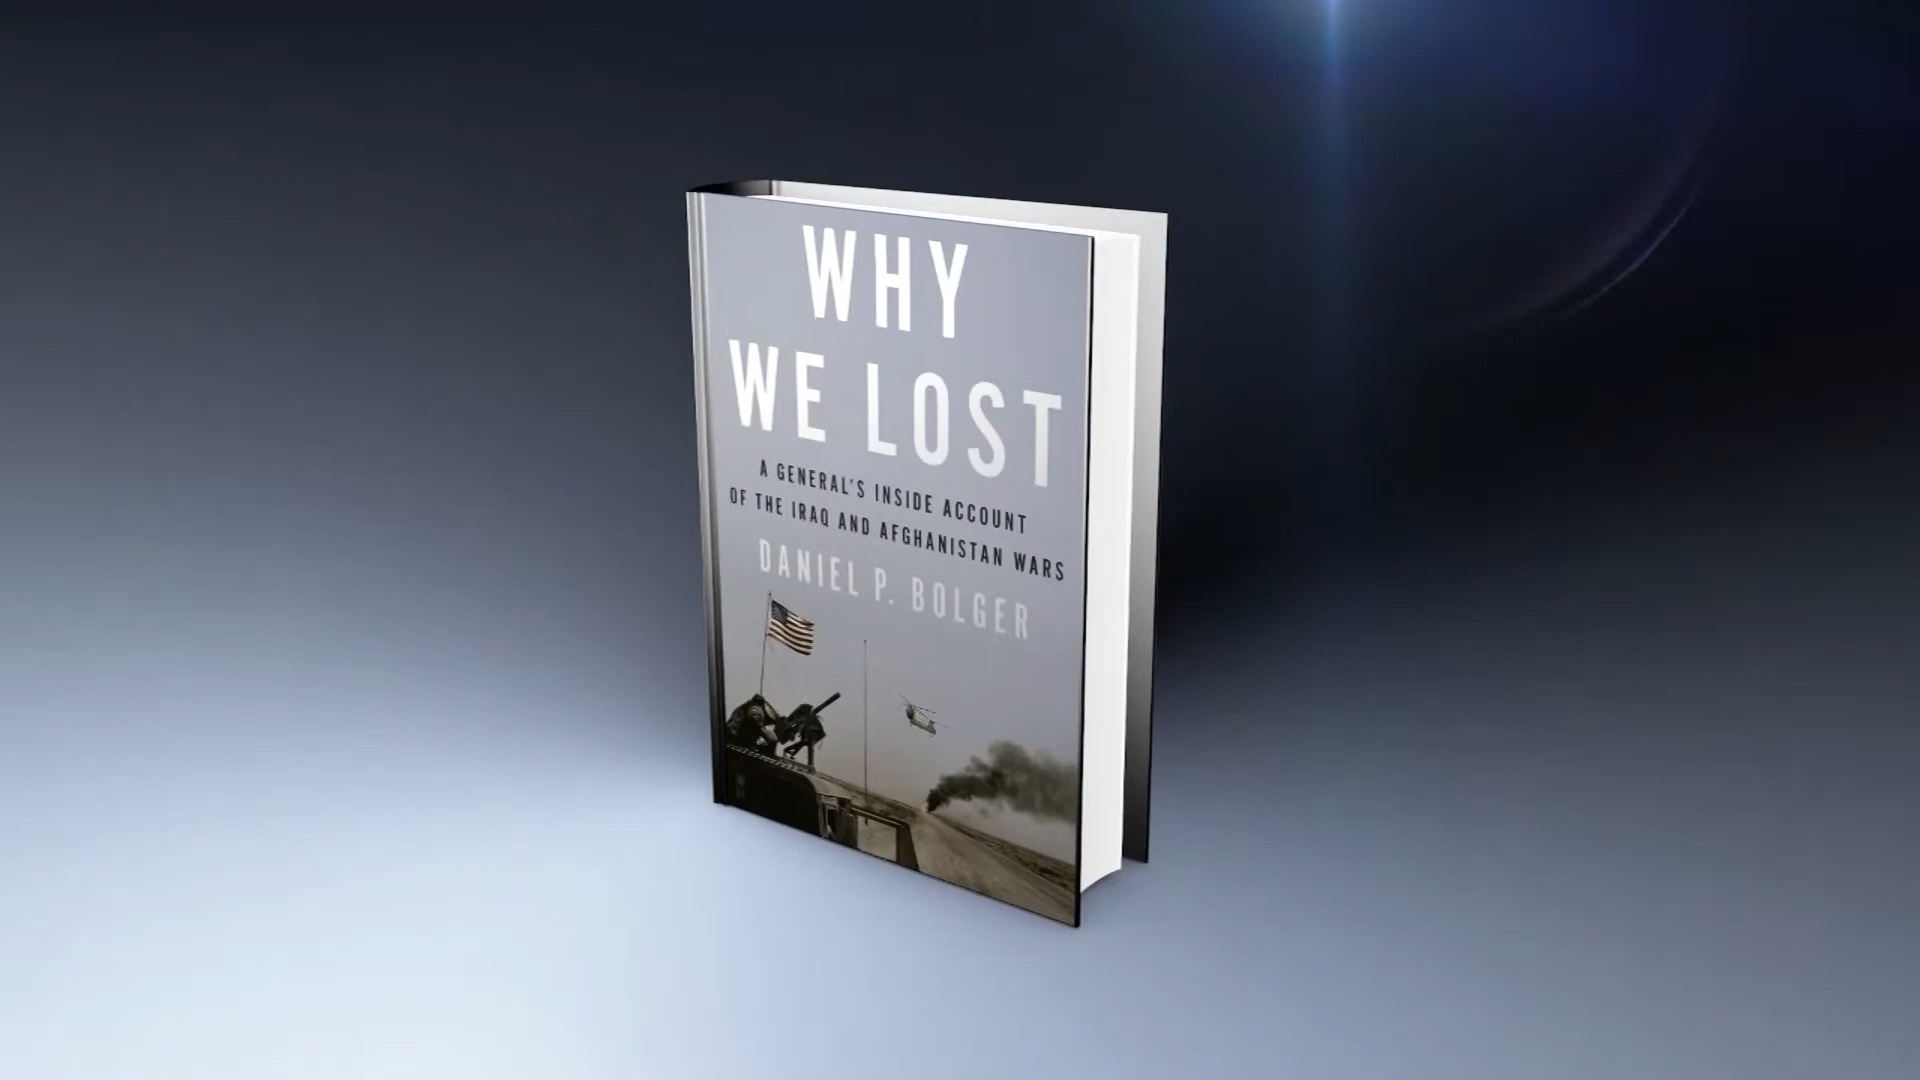 WHY
WE LOST
A GENERAL'S INSIDE ACCOUNT
OF THE IRAQ AND AFGHANISTAN WARS
DANIEL P. BOLGER